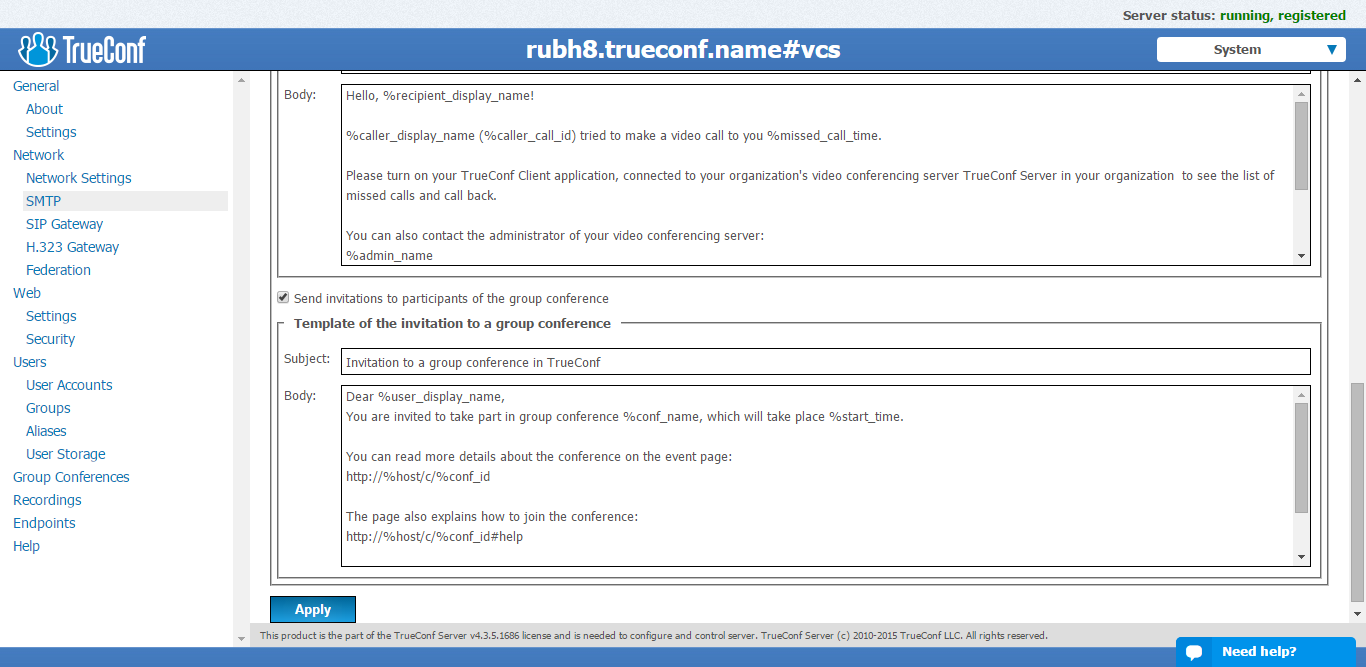 Server status: running, registered
TrueConf
rubh8.trueconf.name#vcs
System
General
About
Settings
Network
Network Settings
SMTP
SIP Gateway
H.323 Gateway
Federation
Web
Settings
Security
Users
User Accounts
Groups
Aliases
User Storage
Group Conferences
Recordings
Endpoints
Help
Body:
Hello, %recipient_display_name!
%caller_display_name (%caller_call_id) tried to make a video call to you %missed_call_time.
Please turn on your TrueConf Client application, connected to your organization's video conferencing server TrueConf Server in your organization  to see the list of
missed calls and call back.
You can also contact the administrator of your video conferencing server:
%admin_name
Send invitations to participants of the group conference
Template of the invitation to a group conference
Subject:
Invitation to a group conference in TrueConf
Body:
Dear %user_display_name,
You are invited to take part in group conference %conf_name, which will take place %start_time.
You can read more details about the conference on the event page:
http://%host/c/%conf_id
The page also explains how to join the conference:
http://%host/c/%conf_id#help
Apply
This product is the part of the TrueConf Server v4.3.5.1686 license and is needed to configure and control server. TrueConf Server (c) 2010-2015 TrueConf LLC. All rights reserved.
Need help?